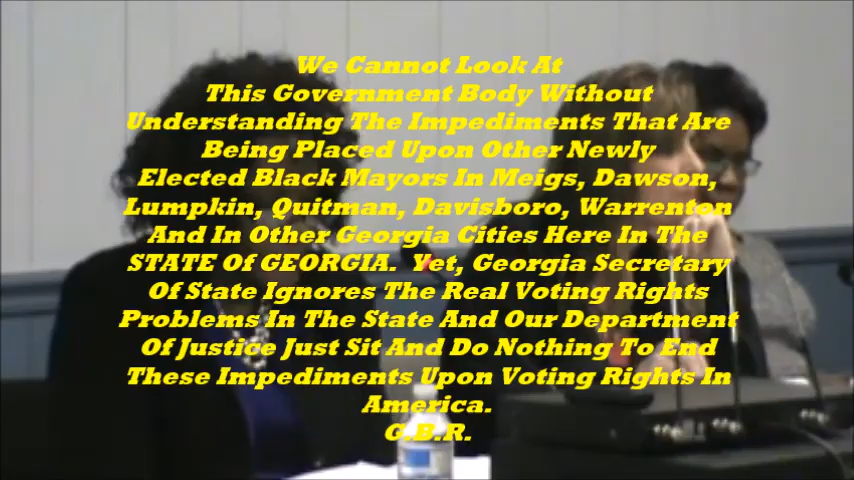 We Cannot Look At
This Government Body Without
Understanding The Impediments That Are
Being Placed Upon Other Newly
Elected Black Mayors In Meigs, Dawson,
Lumpkin, Quitman, Davisboro, Warrenton
And In Other Georgia Cities Here In The
STATE Of GEORGIA.  Yet, Georgia Secretary
Of State Ignores The Real Voting Rights
Problems In The State And Our Department
Of Justice Just Sit And Do Nothing To End
These Impediments Upon Voting Rights In
America.
G.B.R.